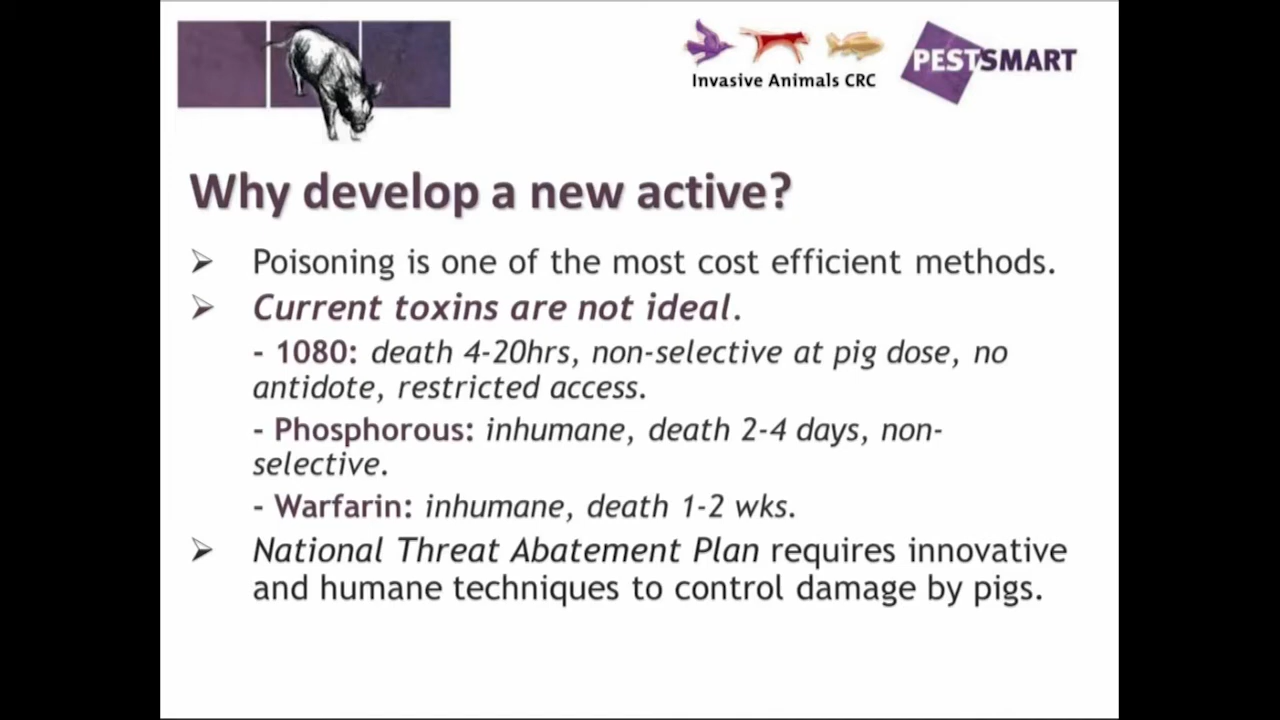 Invasive Animals CRC
PESTSMART
Why develop a new active?
Poisoning is one of the most cost efficient methods.
Current toxins are not ideal.
- 1080: death 4-20hrs, non-selective at pig dose, no
antidote, restricted access.
- Phosphorous: inhumane, death 2-4 days, non-
selective.
- Warfarin: inhumane, death 1-2 wks.
National Threat Abatement Plan requires innovative
and humane techniques to control damage by pigs.